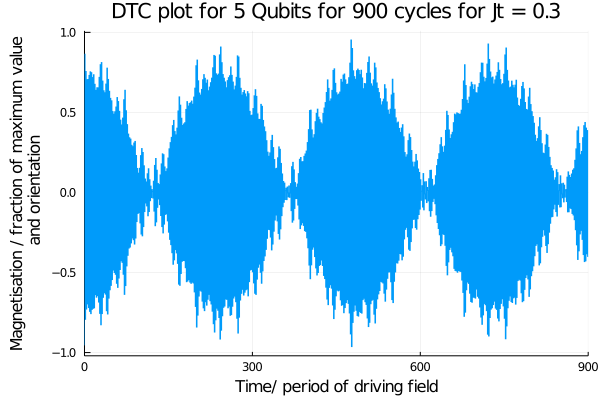 DTC plot for 5 Qubits for 900 cycles for Jt = 0.3
Magnetisation / fraction of maximum value
and orientation
1.0
0.5
0.0
−0.5
−1.0
0
300
600
900
Time/ period of driving field